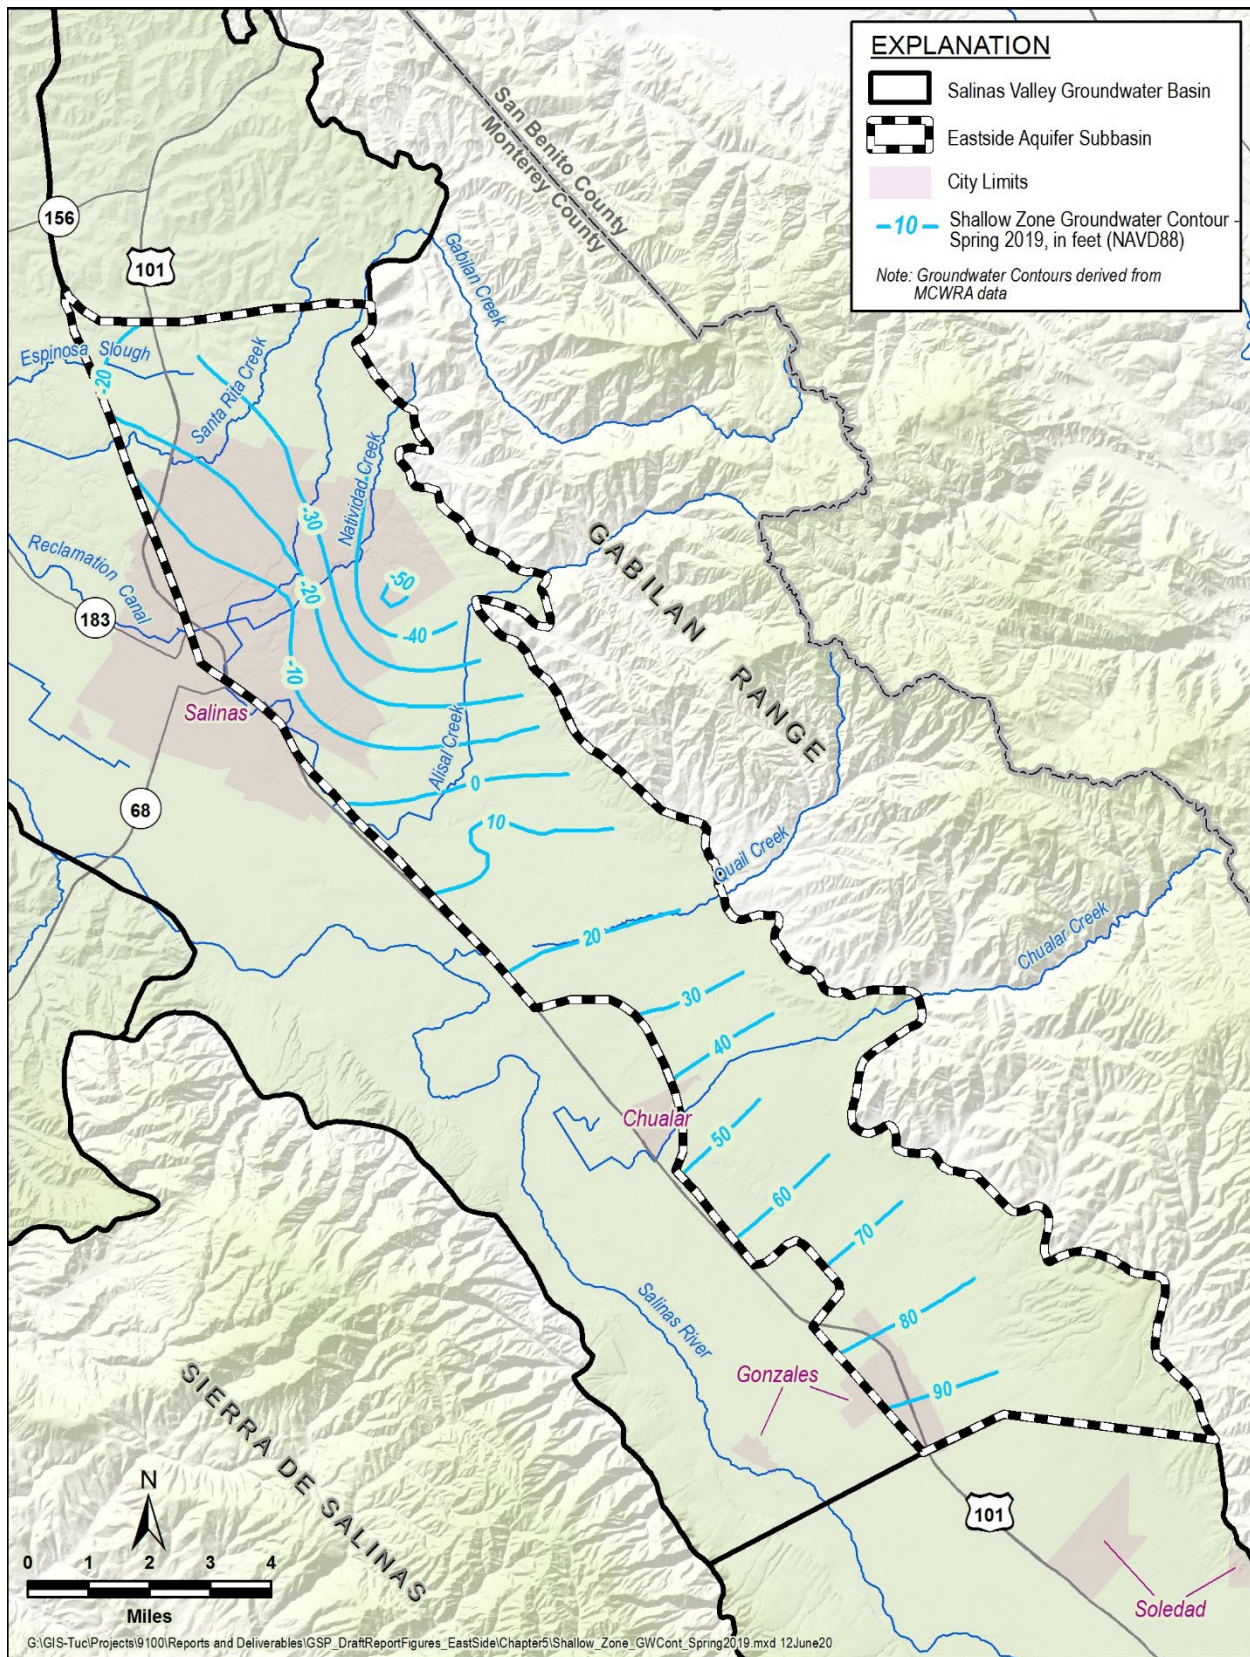 EXPLANATION
Salinas Valley Groundwater Basin
Eastside Aquifer Subbasin
City Limits
10
Shallow Zone Groundwater Contour -
Spring 2019, in feet (NAVD88)
Note: Groundwater Contours derived from
MCWRA data
San Benito County
Monterey County
156
101
Gabilan Creek
Espinosa Slough
-20
Santa Rita Creek
Natividad Creek
-30
GABILAN RANGE
Reclamation Canal
-50
-20
183
-40
-10
Salinas
Alisal Creek
0
68
10
Quail Creek
20
Chualar Creek
30
40
Chualar
50
60
70
Salinas River
80
Gonzales
90
SIERRA DE SALINAS
101
Soledad
N
0 1 2 3 4
Miles
G:\GIS-Tuc\Projects\9100\Reports and Deliverables\GSP_DraftReportFigures_EastSide\Chapter5\Shallow_Zone_GWCont_Spring2019.mxd 12June20